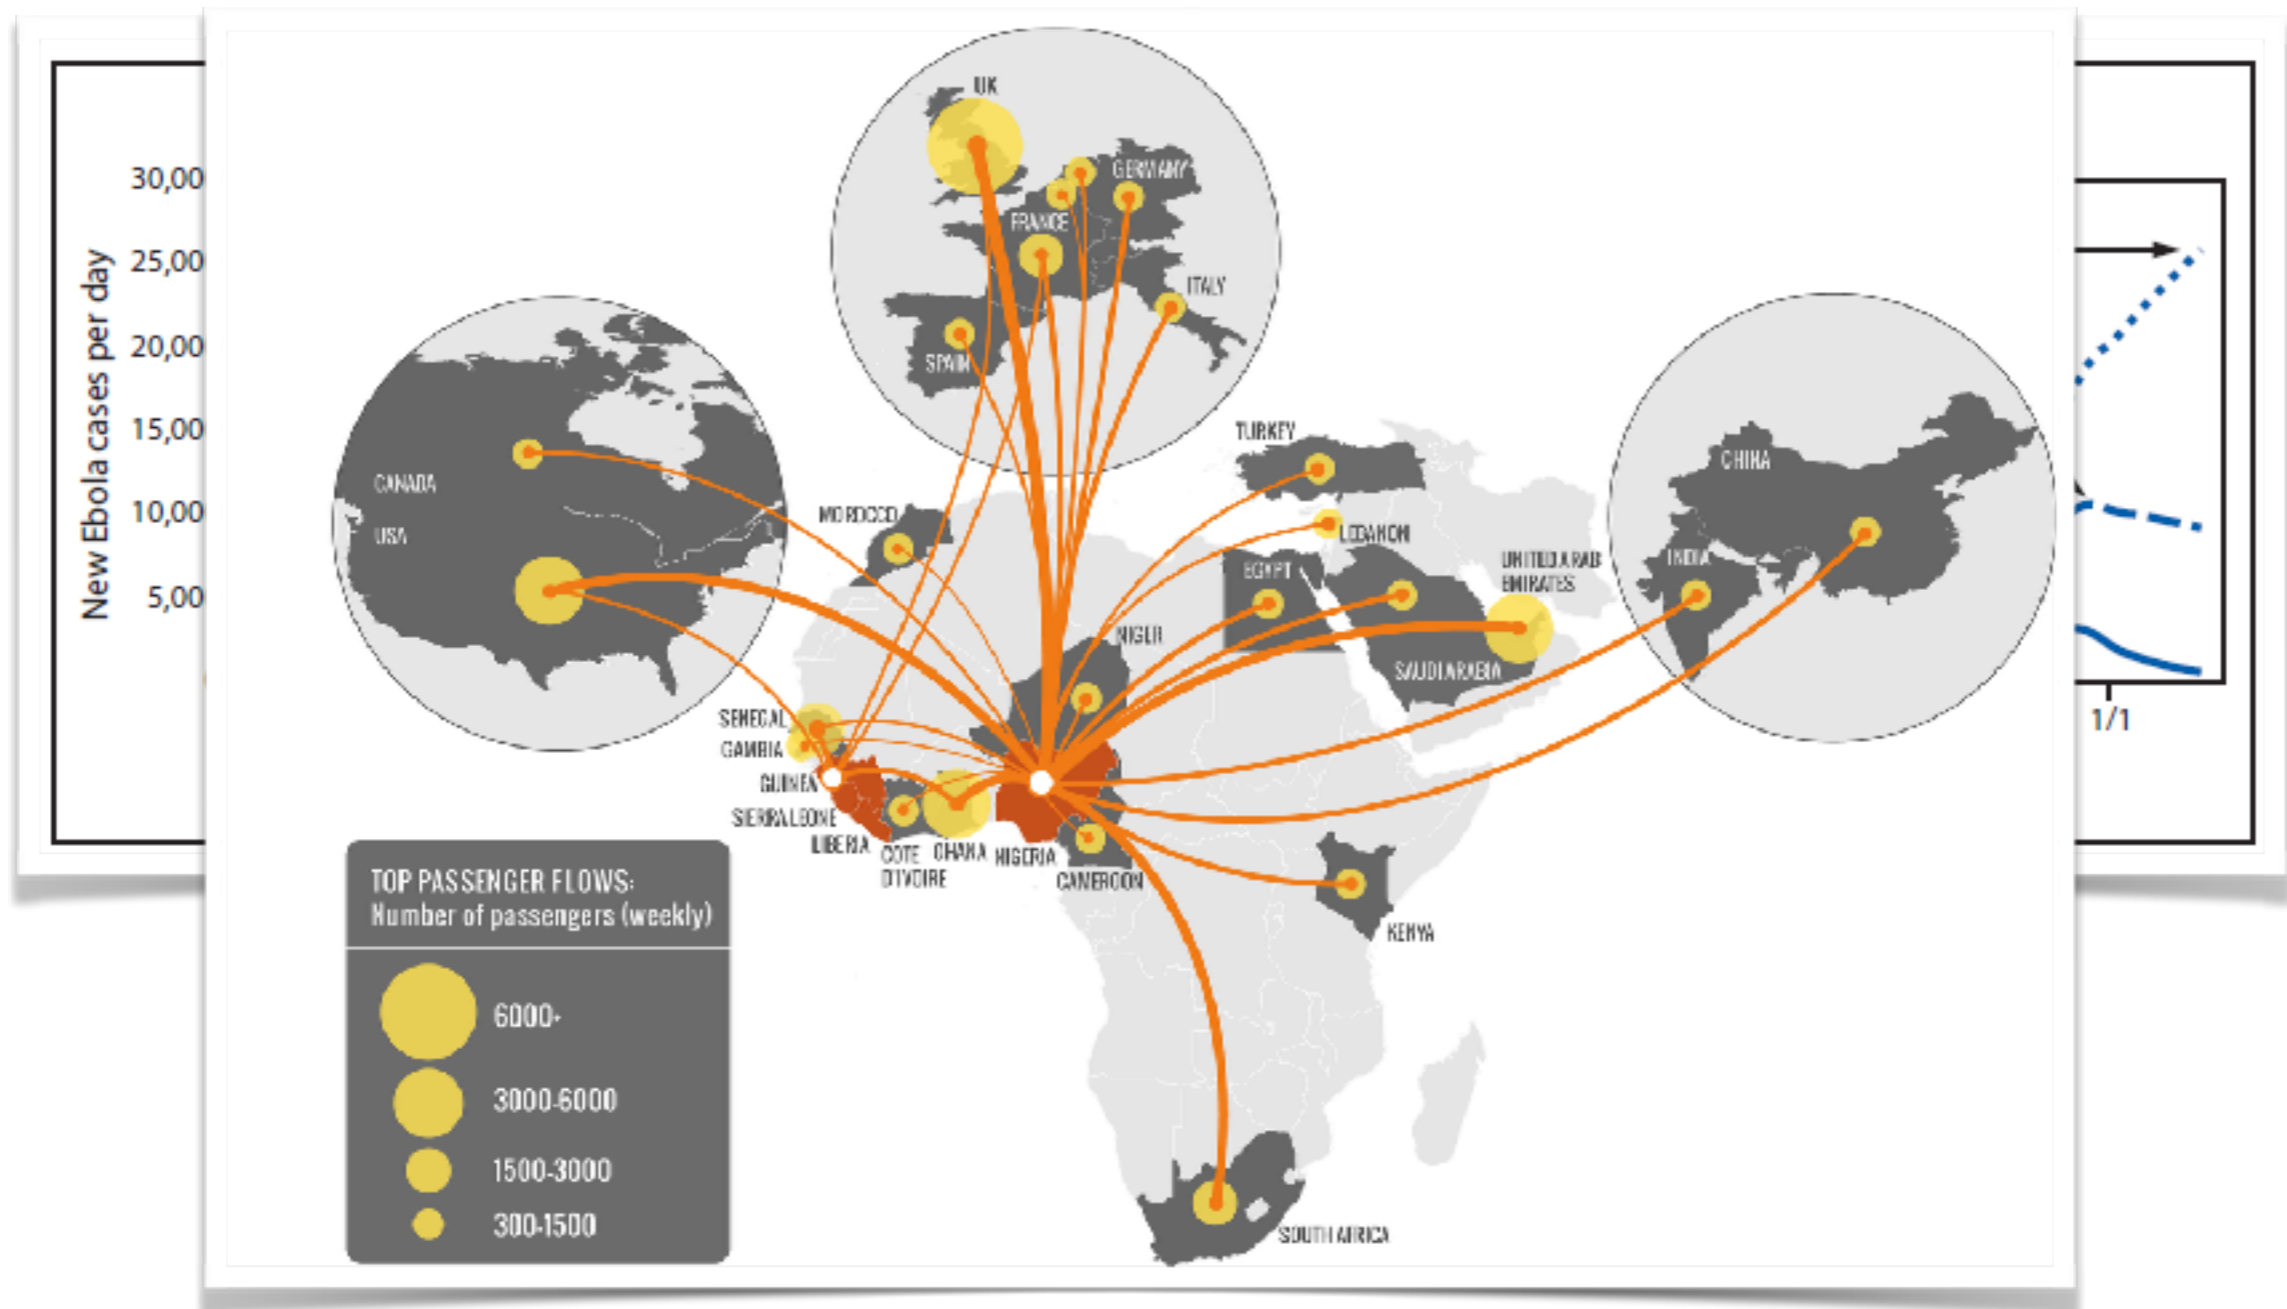 New Ebola cases per day
30,00
25,00
20,00
15,00
10,00
5,00
1/1
UK
GERMANY
FRANCE
ITALY
SPAIN
CANADA
USA
TURKEY
LEBANON
MOROCCO
EGYPT
UNITED ARAB
EMIRATES
SAUDI ARABIA
CHINA
INDIA
NIGER
SENEGAL
GAMBIA
GUINEA
SIERRA LEONE
LIBERIA
COTE
D'IVOIRE
GHANA
NIGERIA
CAMEROON
KENYA
SOUTH AFRICA
TOP PASSENGER FLOWS:
Number of passengers (weekly)
6000+
3000-6000
1500-3000
300-1500